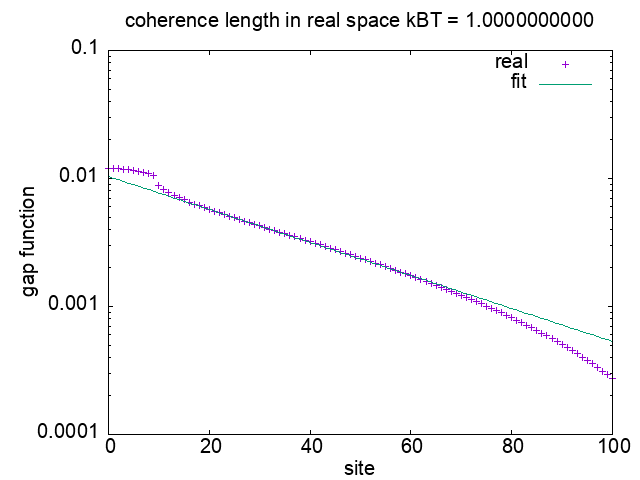 coherence length in real space kBT = 1.0000000000
0.1
real
fit
0.01
gap function
0.001
0.0001
0 20 40 60 80 100
site